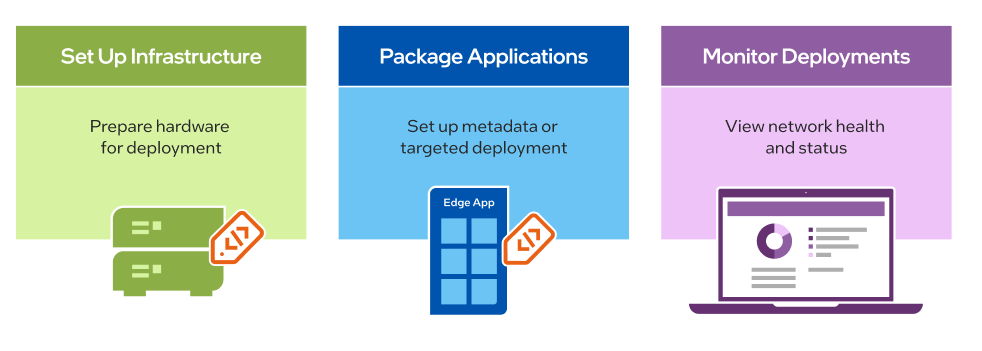 Set Up Infrastructure
Prepare hardware
for deployment
Package Applications
Set up metadata or
targeted deployment
Edge App
</>
Monitor Deployments
View network health
and status